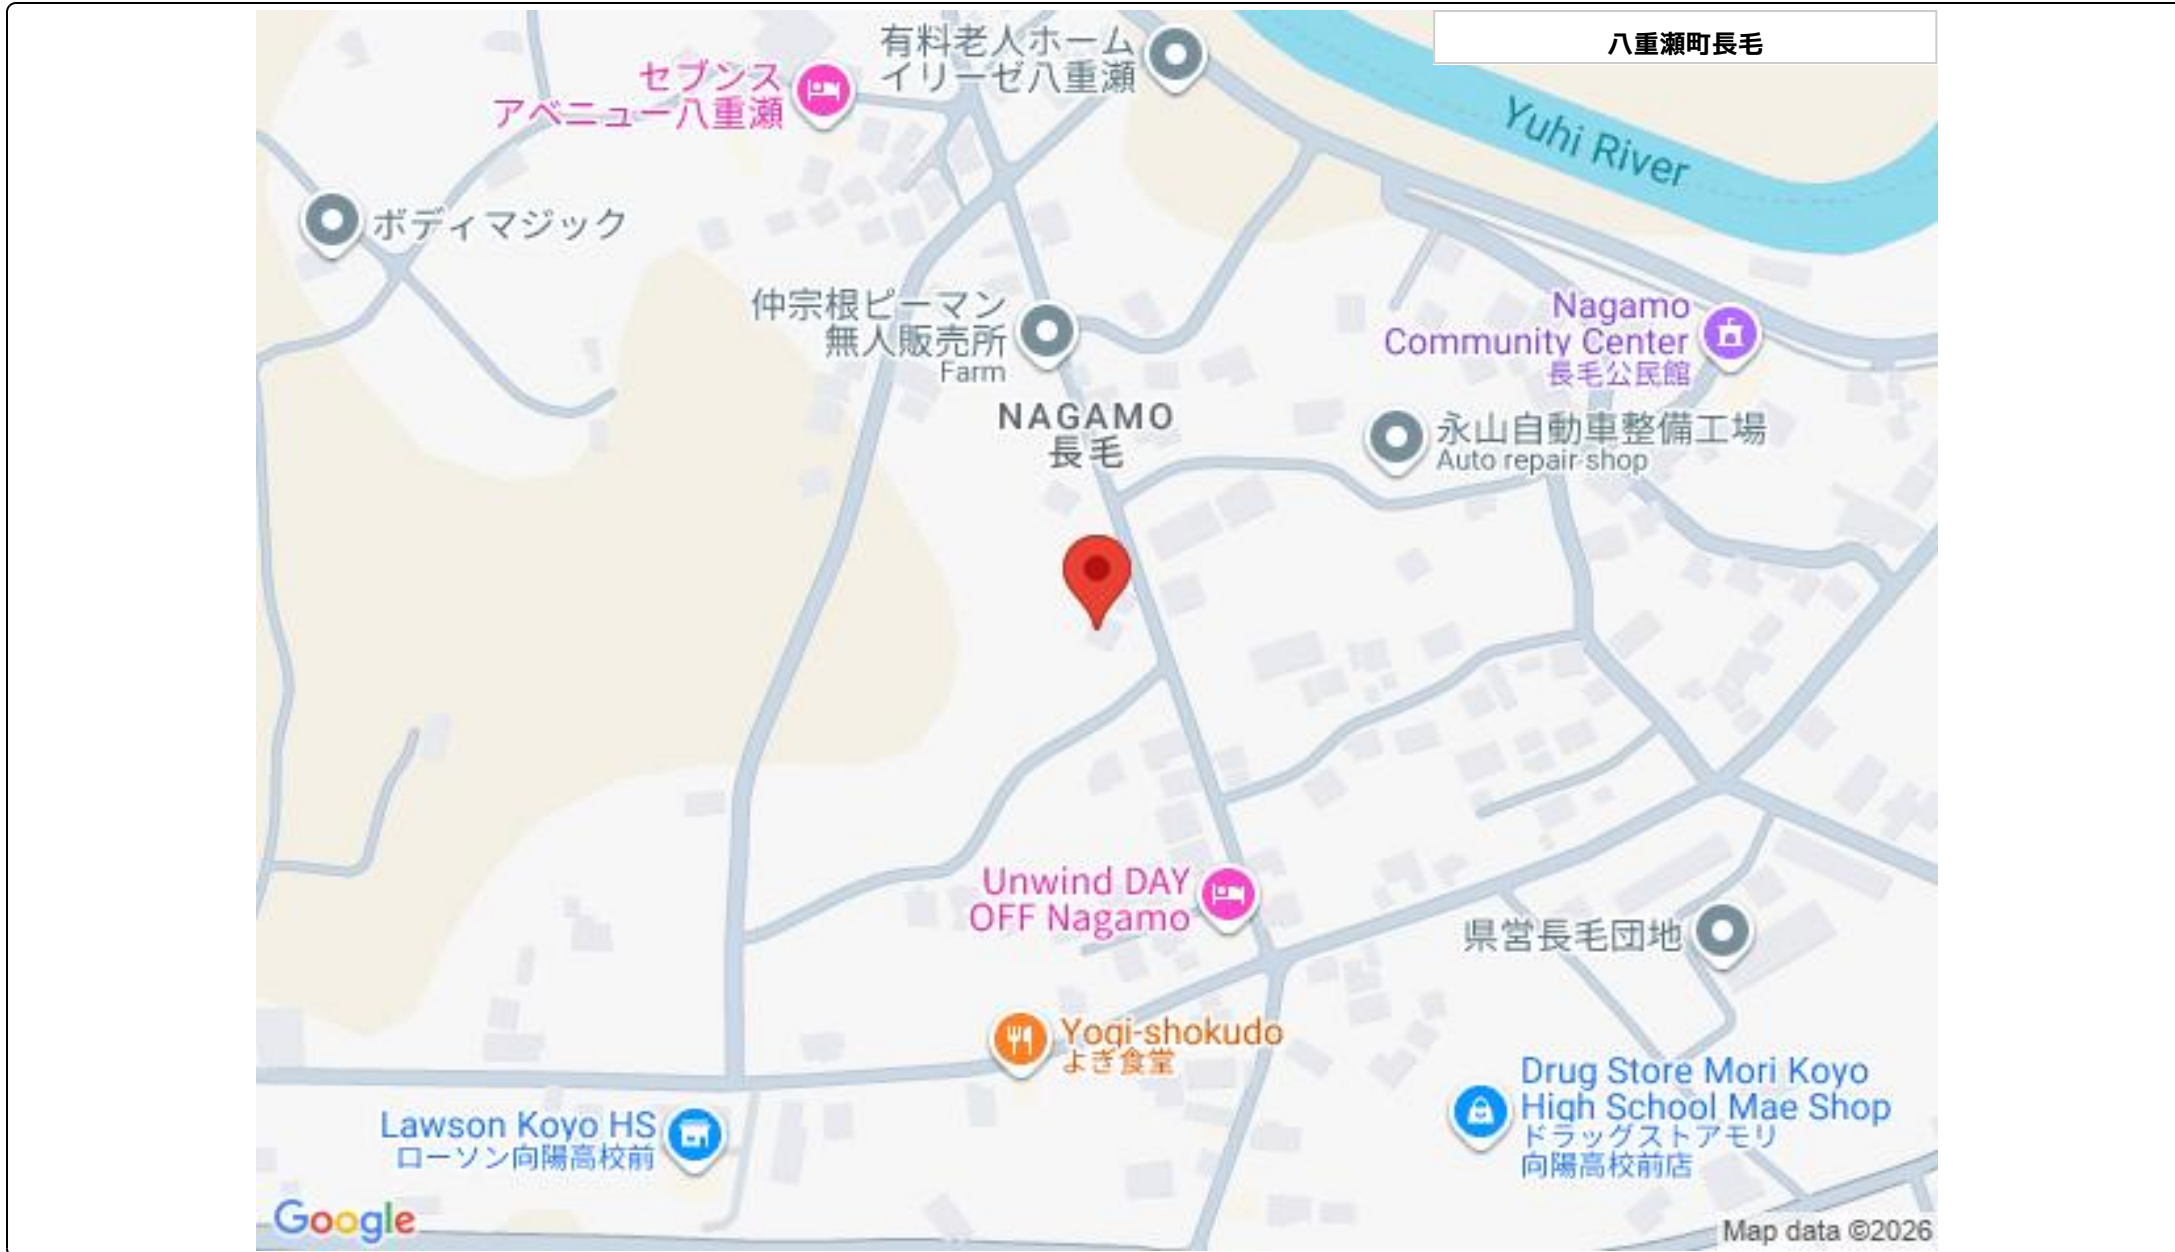 八重瀬町長毛
有料老人ホーム
イリーゼ八重瀬
セブンス
アベニュー八重瀬
Yuhi River
ボディマジック
仲宗根ピーマン
無人販売所
Farm
Nagamo
Community Center
長毛公民館
NAGAMO
長毛
永山自動車整備工場
Auto repair shop
Unwind DAY
OFF Nagamo
県営長毛団地
Yogi-shokudo
よぎ食堂
Drug Store Mori Koyo
High School Mae Shop
ドラッグストアモリ
向陽高校前店
Lawson Koyo HS
ローソン向陽高校前
Google
Map data ©2026